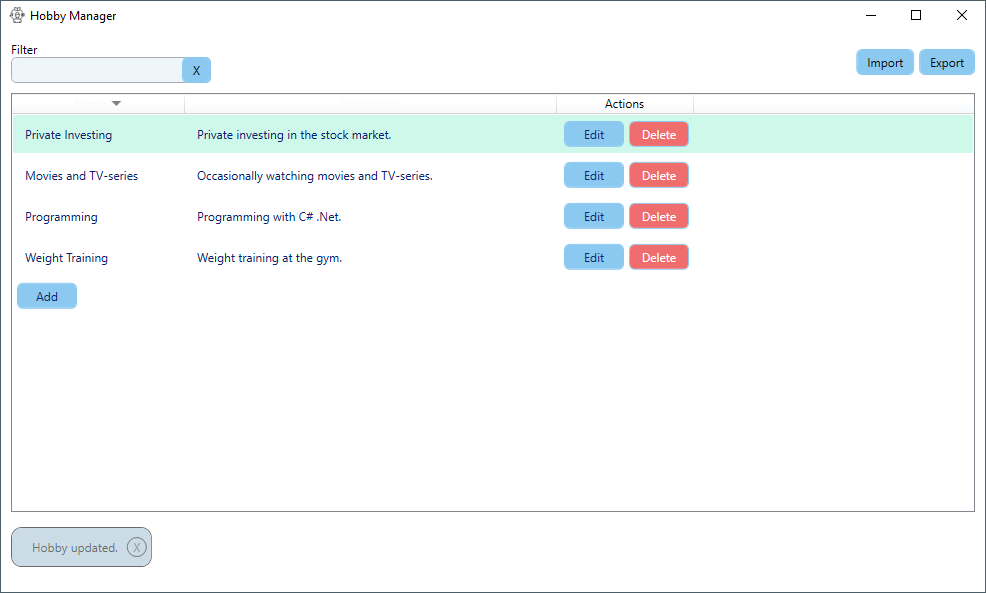 Hobby Manager
Filter
X
Import Export
Actions
Private Investing Private investing in the stock market. Edit Delete
Movies and TV-series Occasionally watching movies and TV-series. Edit Delete
Programming Programming with C# .Net. Edit Delete
Weight Training Weight training at the gym. Edit Delete
Add
Hobby updated. X